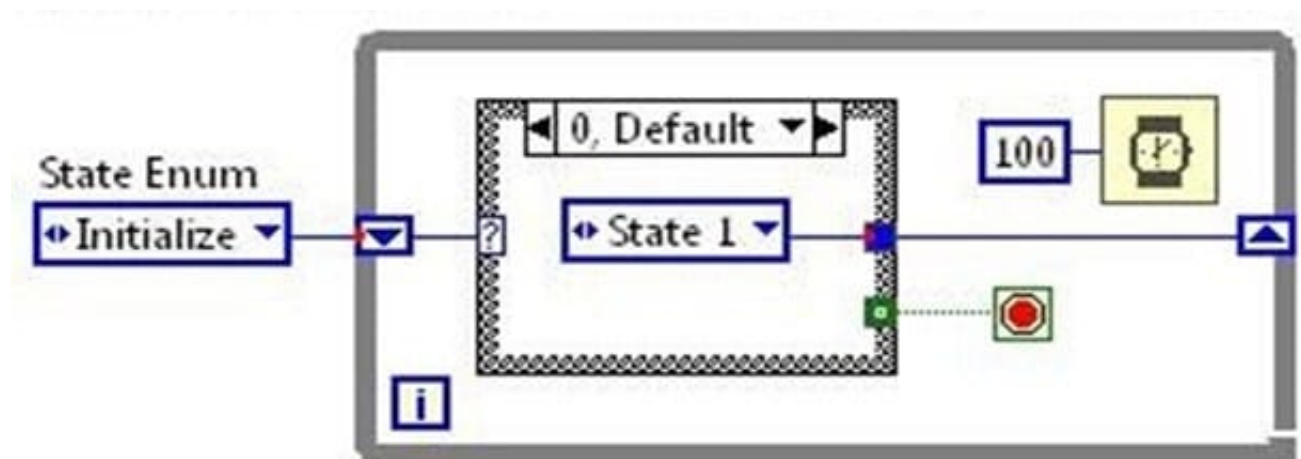 0, Default
100
State Enum
Initialize
?
State 1
i